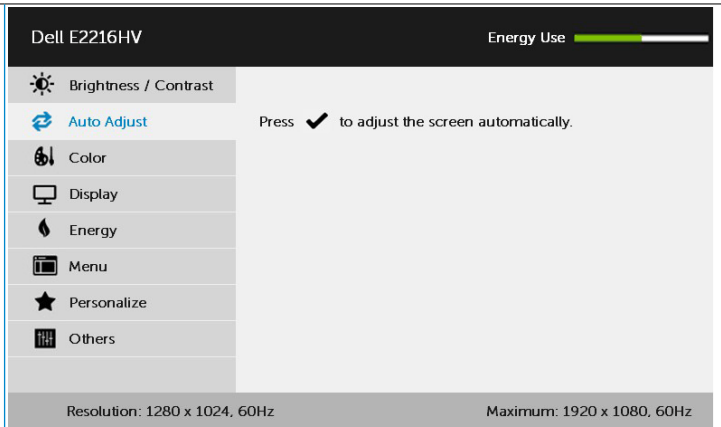 Dell E2216HV
Energy Use
Brightness / Contrast
Auto Adjust
Press to adjust the screen automatically.
Color
Display
Energy
Menu
Personalize
Others
Resolution: 1280 x 1024, 60Hz
Maximum: 1920 x 1080, 60Hz